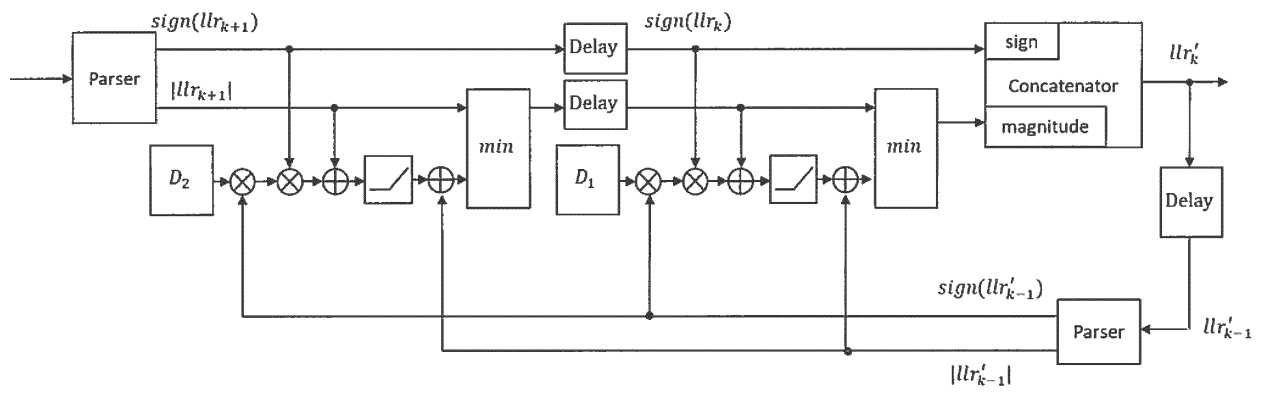 sign(llr_{k+1})
sign(llr_k)
Parser
Delay
sign
llr'_k
|llr_{k+1}|
Delay
Concatenator
min
min
magnitude
D_2
D_1
Delay
sign(llr'_{k-1})
Parser
llr'_{k-1}
|llr'_{k-1}|